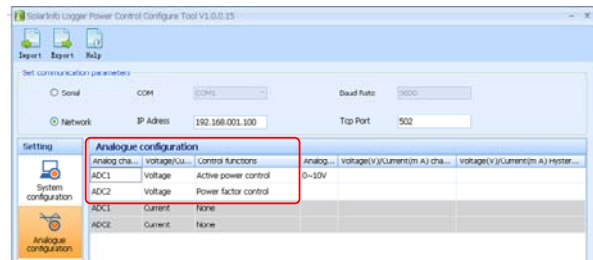 SolarInfo Logger Power Control Configure Tool V1.0.0.15
Import Export Help
Set communication parameters
Serial COM COM1 Baud Rate 9600
Network IP Adress 192.168.001.100 Tcp Port 502
Setting Analogue configuration
Analog cha... Voltage/Cu... Control functions Analog... Voltage(V)/Current(m A) cha... Voltage(V)/Current(m A) Hyster...
ADC1 Voltage Active power control 0~10V
ADC2 Voltage Power factor control
ADC1 Current None
ADC2 Current None
System
configuration
Analogue
configuration